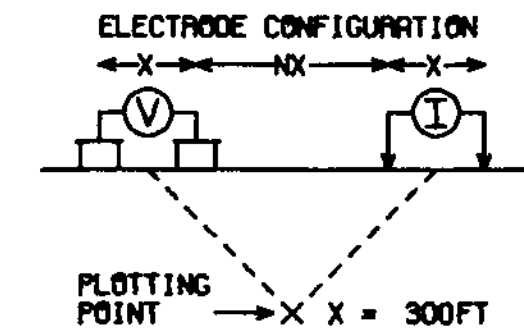 ELECTRODE CONFIGURATION
X NX X
V I
PLOTTING
POINT X X = 300FT